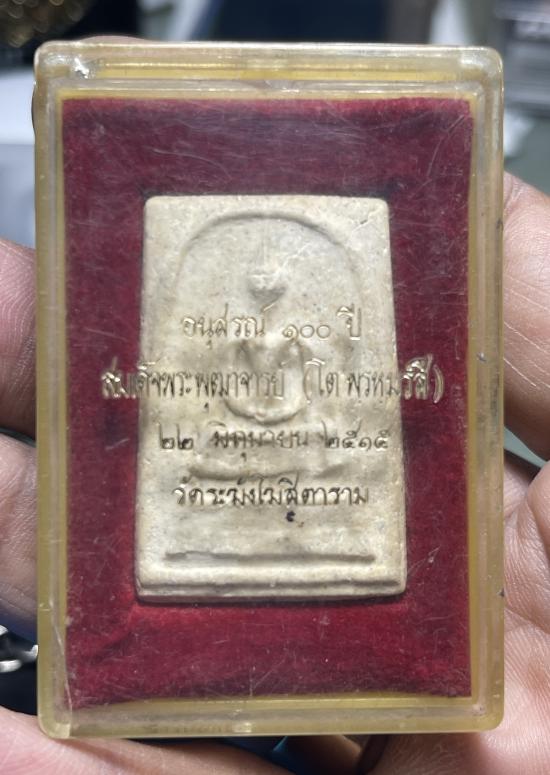 อนุสรณ์ ๑๐๐ ปี
สมเด็จพระพุฒาจารย์ (โต พรหมรังสี)
๒๒ มิถุนายน ๒๕๑๕
วัดระฆังโฆสิตาราม